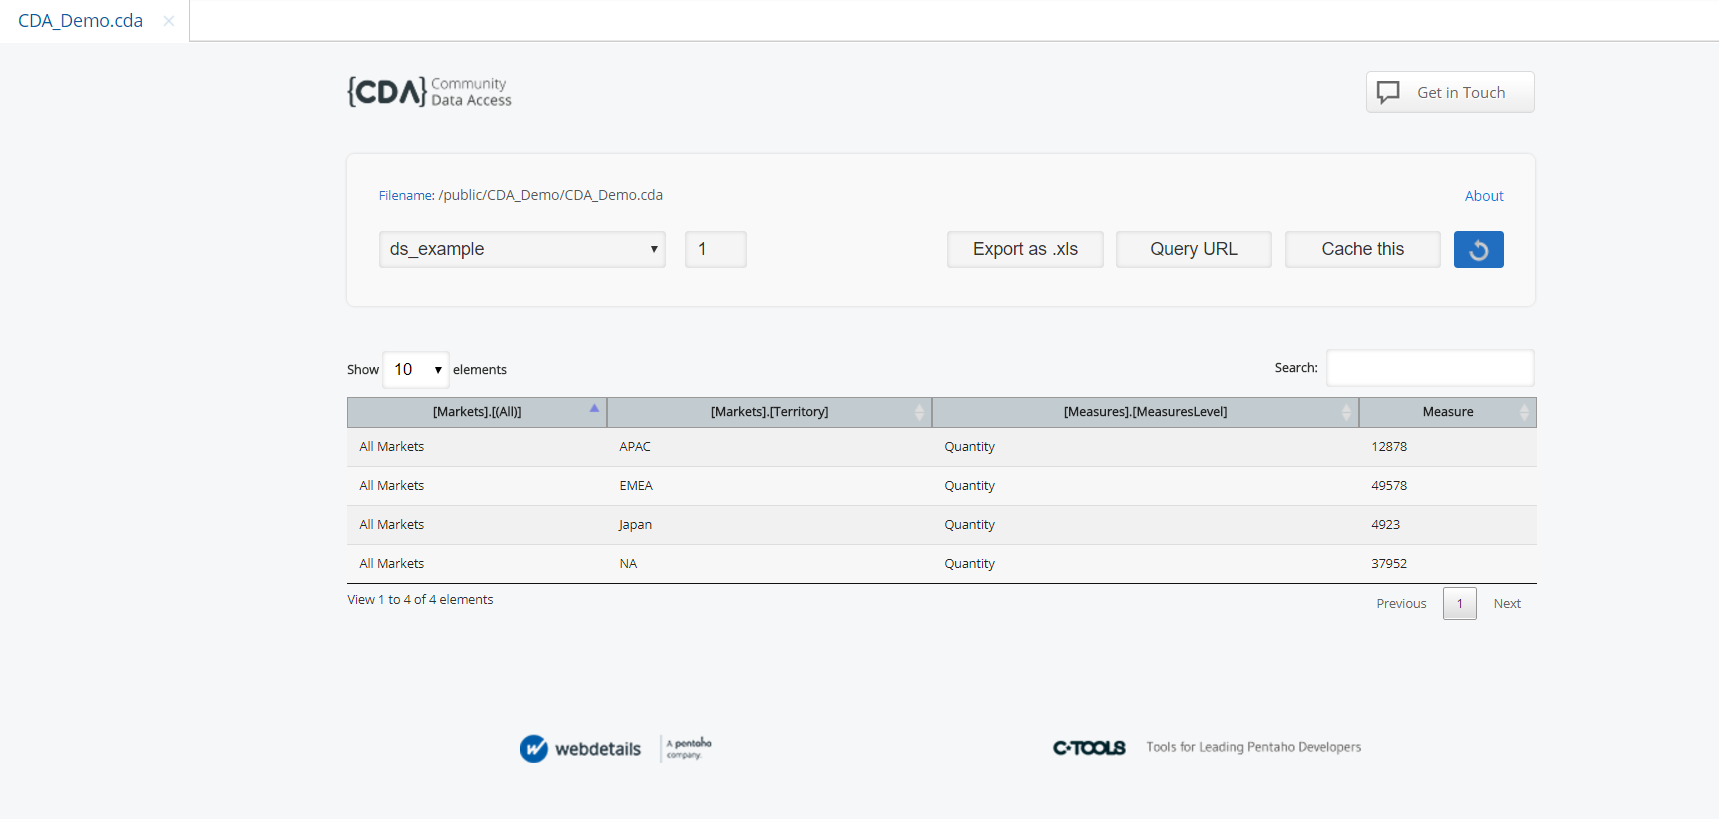 CDA_Demo.cda ×
{CDA} Community
Data Access
Get in Touch
Filename: /public/CDA_Demo/CDA_Demo.cda
About
ds_example 1 Export as .xls Query URL Cache this
Show 10 elements Search:
[Markets].[(All)] [Markets].[Territory] [Measures].[MeasuresLevel] Measure
All Markets APAC Quantity 12878
All Markets EMEA Quantity 49578
All Markets Japan Quantity 4923
All Markets NA Quantity 37952
View 1 to 4 of 4 elements
Previous 1 Next
webdetails A pentaho
company.
C-TOOLS Tools for Leading Pentaho Developers